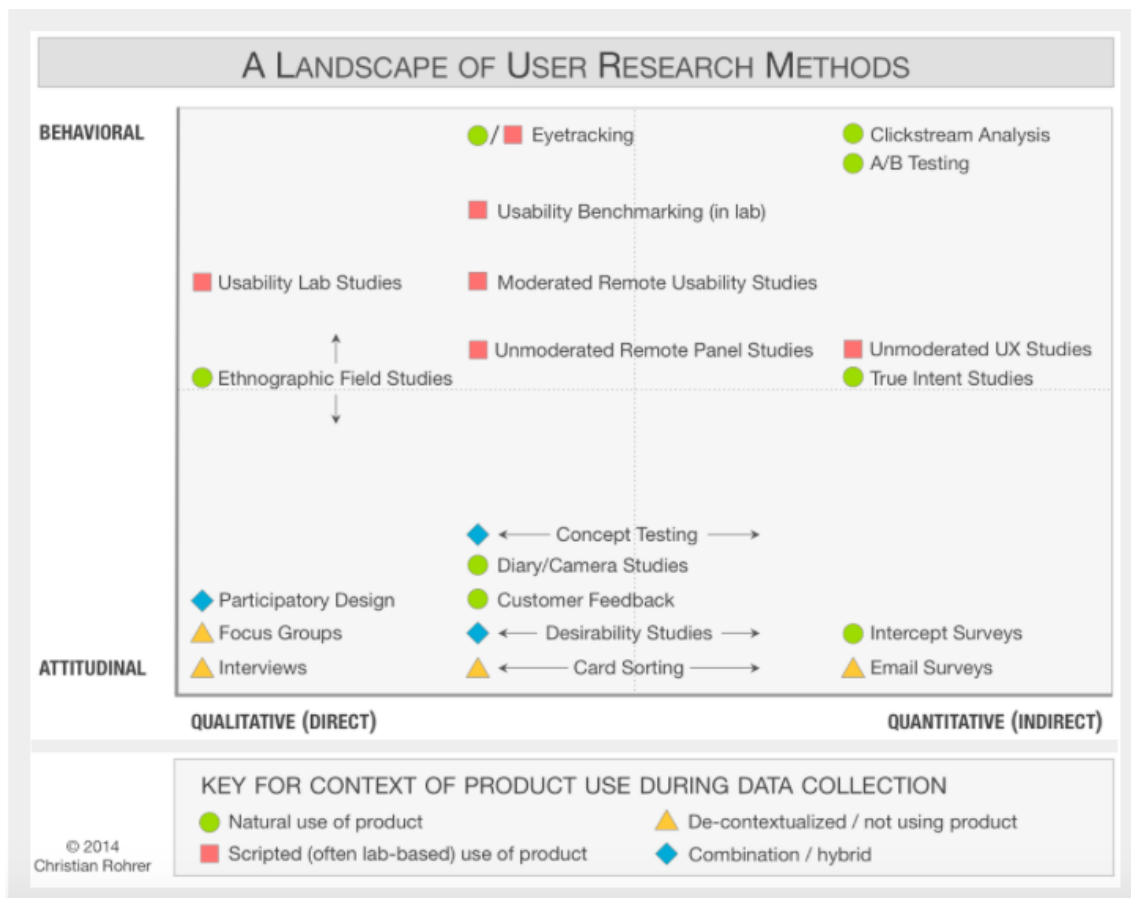 A LANDSCAPE OF USER RESEARCH METHODS
BEHAVIORAL
/ Eyetracking
Clickstream Analysis
A/B Testing
Usability Benchmarking (in lab)
Usability Lab Studies
Moderated Remote Usability Studies
Unmoderated Remote Panel Studies
Unmoderated UX Studies
Ethnographic Field Studies
True Intent Studies
Concept Testing
Diary/Camera Studies
Participatory Design
Customer Feedback
Focus Groups
Desirability Studies
Intercept Surveys
ATTITUDINAL
Interviews
Card Sorting
Email Surveys
QUALITATIVE (DIRECT)
QUANTITATIVE (INDIRECT)
KEY FOR CONTEXT OF PRODUCT USE DURING DATA COLLECTION
Natural use of product
De-contextualized / not using product
Scripted (often lab-based) use of product
Combination / hybrid
© 2014
Christian Rohrer